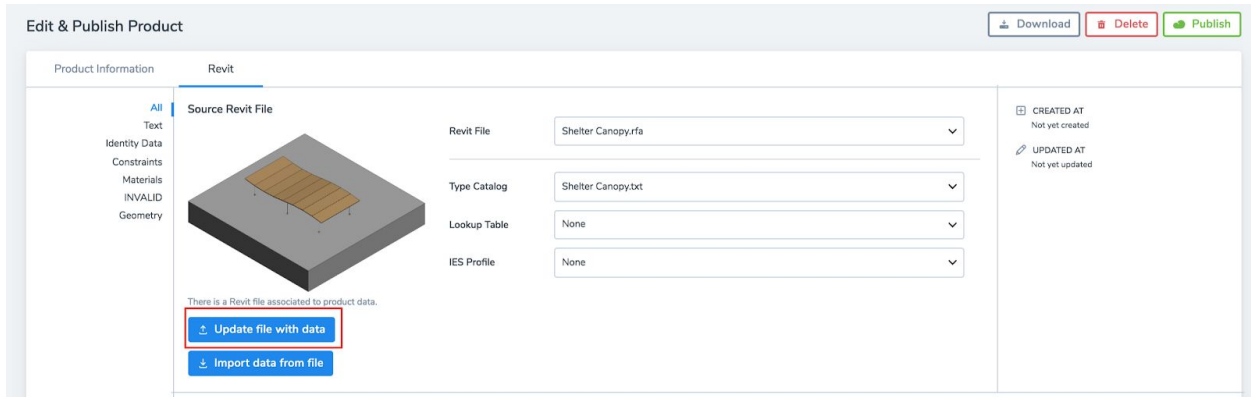 Edit & Publish Product
Download
Delete
Publish
Product Information
Revit
All
Text
Identity Data
Constraints
Materials
INVALID
Geometry
Source Revit File
There is a Revit file associated to product data.
Update file with data
Import data from file
Revit File
Shelter Canopy.rfa
Type Catalog
Shelter Canopy.txt
Lookup Table
None
IES Profile
None
CREATED AT
Not yet created
UPDATED AT
Not yet updated